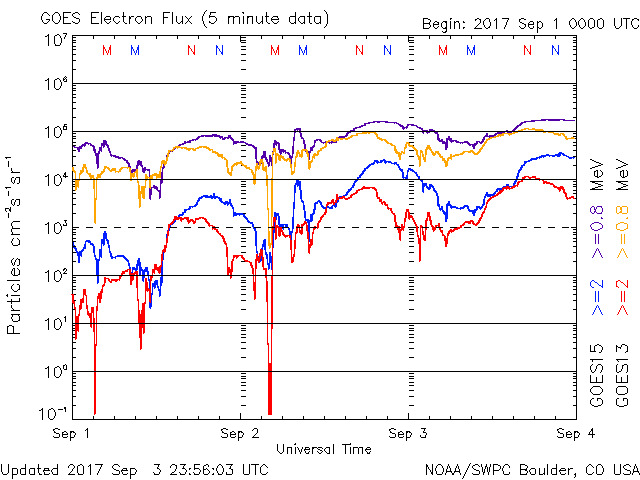 GOES Electron Flux (5 minute data)
Begin: 2017 Sep 1 0000 UTC
10⁷
M M N N M M N N M M N N
10⁶
10⁵
10⁴
10³
10²
10¹
10⁰
10⁻¹
Particles cm⁻²s⁻¹sr⁻¹
Sep 1 Sep 2 Sep 3 Sep 4
Universal Time
GOES15 >=2 >=0.8 MeV
GOES13 >=2 >=0.8 MeV
Updated 2017 Sep 3 23:56:03 UTC
NOAA/SWPC Boulder, CO USA